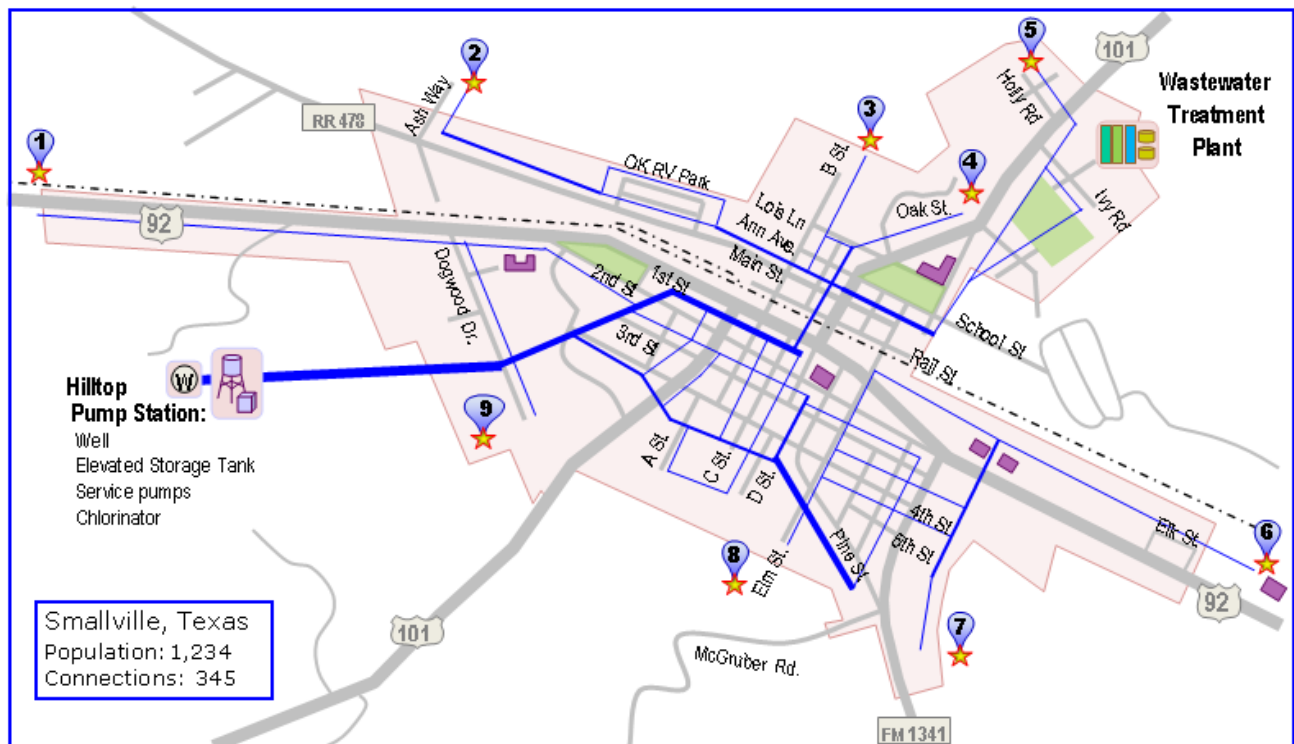 1
2
3
4
5
6
7
8
9
101
Wastewater
Treatment
Plant
RR 478
Ash Way
OK RV Park
B St.
Lois Ln
Ann Ave.
Main St.
Oak St.
Holly Rd
Ivy Rd
92
Dogwood Dr.
1st St.
2nd St
3rd St
School St.
Rail St.
Hilltop
Pump Station:
Well
Elevated Storage Tank
Service pumps
Chlorinator
W
A St.
C St.
D St.
Elm St.
Pine St.
4th St
6th St
Elk St.
92
101
McGruber Rd.
FM 1341
Smallville, Texas
Population: 1,234
Connections: 345